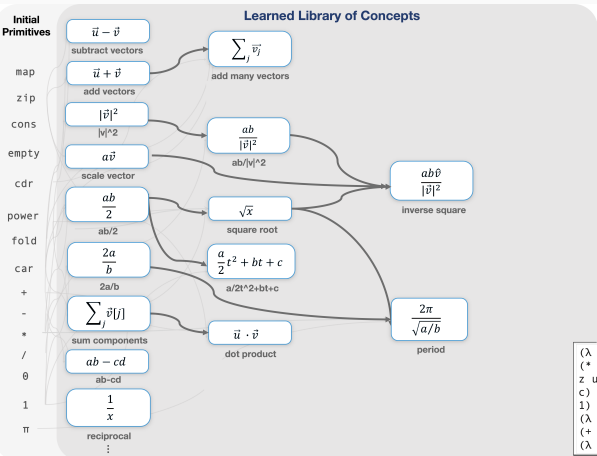 Initial
Primitives
map
zip
cons
empty
cdr
power
fold
car
+
-
*
/
0
1
π
Learned Library of Concepts
u⃗ − v⃗
subtract vectors
u⃗ + v⃗
add vectors
|v⃗|²
|v|^2
av⃗
scale vector
ab
2
ab/2
2a
b
2a/b
∑ⱼ v⃗[j]
sum components
ab − cd
ab-cd
1
x
reciprocal
⋮
∑ⱼ v⃗ⱼ
add many vectors
ab
|v⃗|²
ab/|v|^2
√x
square root
a
2
t² + bt + c
a/2t^2+bt+c
u⃗ · v⃗
dot product
abv̂
|v⃗|²
inverse square
2π
√a/b
period
(λ
(*
z u
c)
1)
(λ
(+
(λ